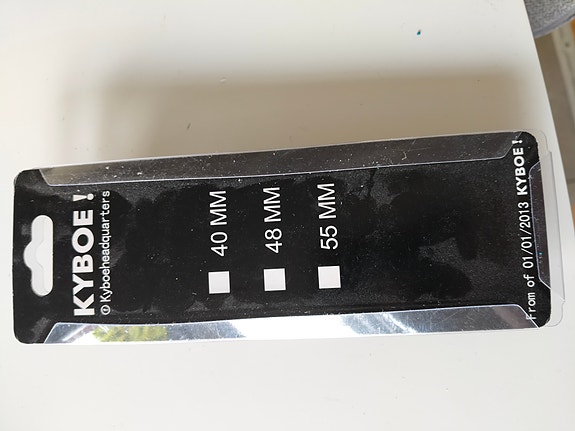 KYBOE !
Kyboeheadquarters
40 MM
48 MM
55 MM
From of 01/01/2013 KYBOE !